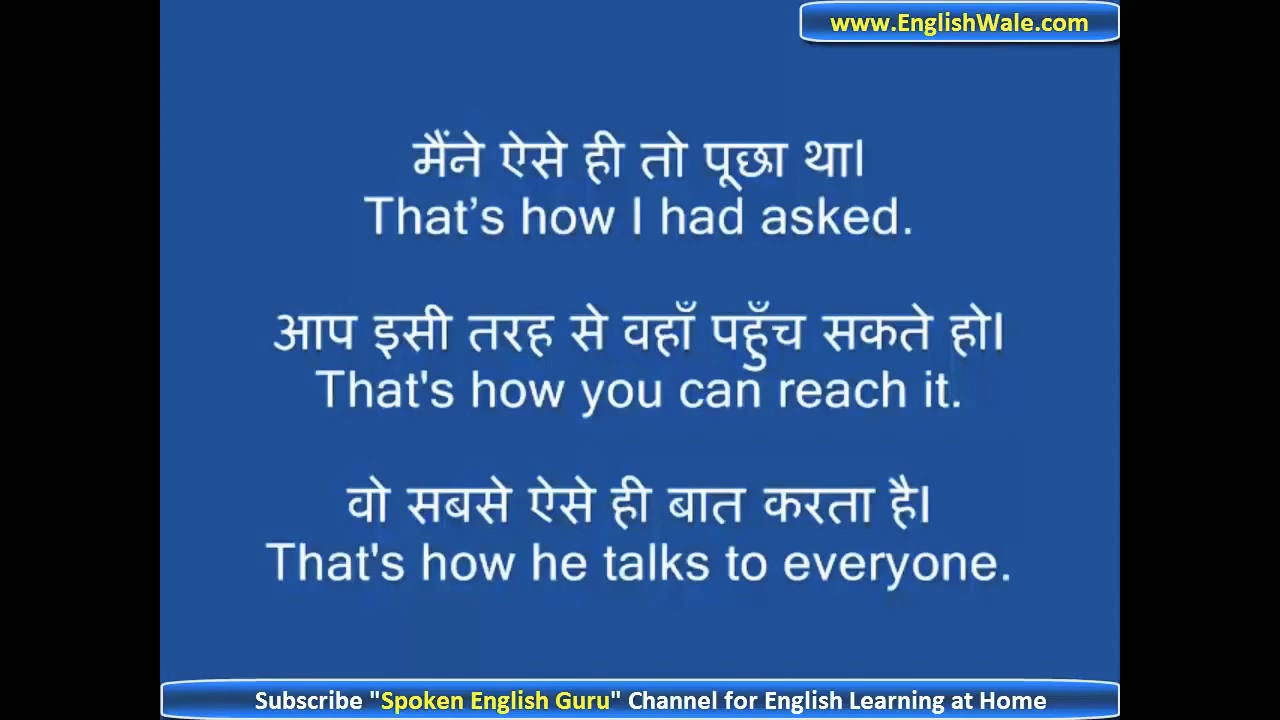 www.EnglishWale.com
मैंने ऐसे ही तो पूछा था।
That’s how I had asked.
आप इसी तरह से वहाँ पहुँच सकते हो।
That's how you can reach it.
वो सबसे ऐसे ही बात करता है।
That's how he talks to everyone.
Subscribe "Spoken English Guru" Channel for English Learning at Home